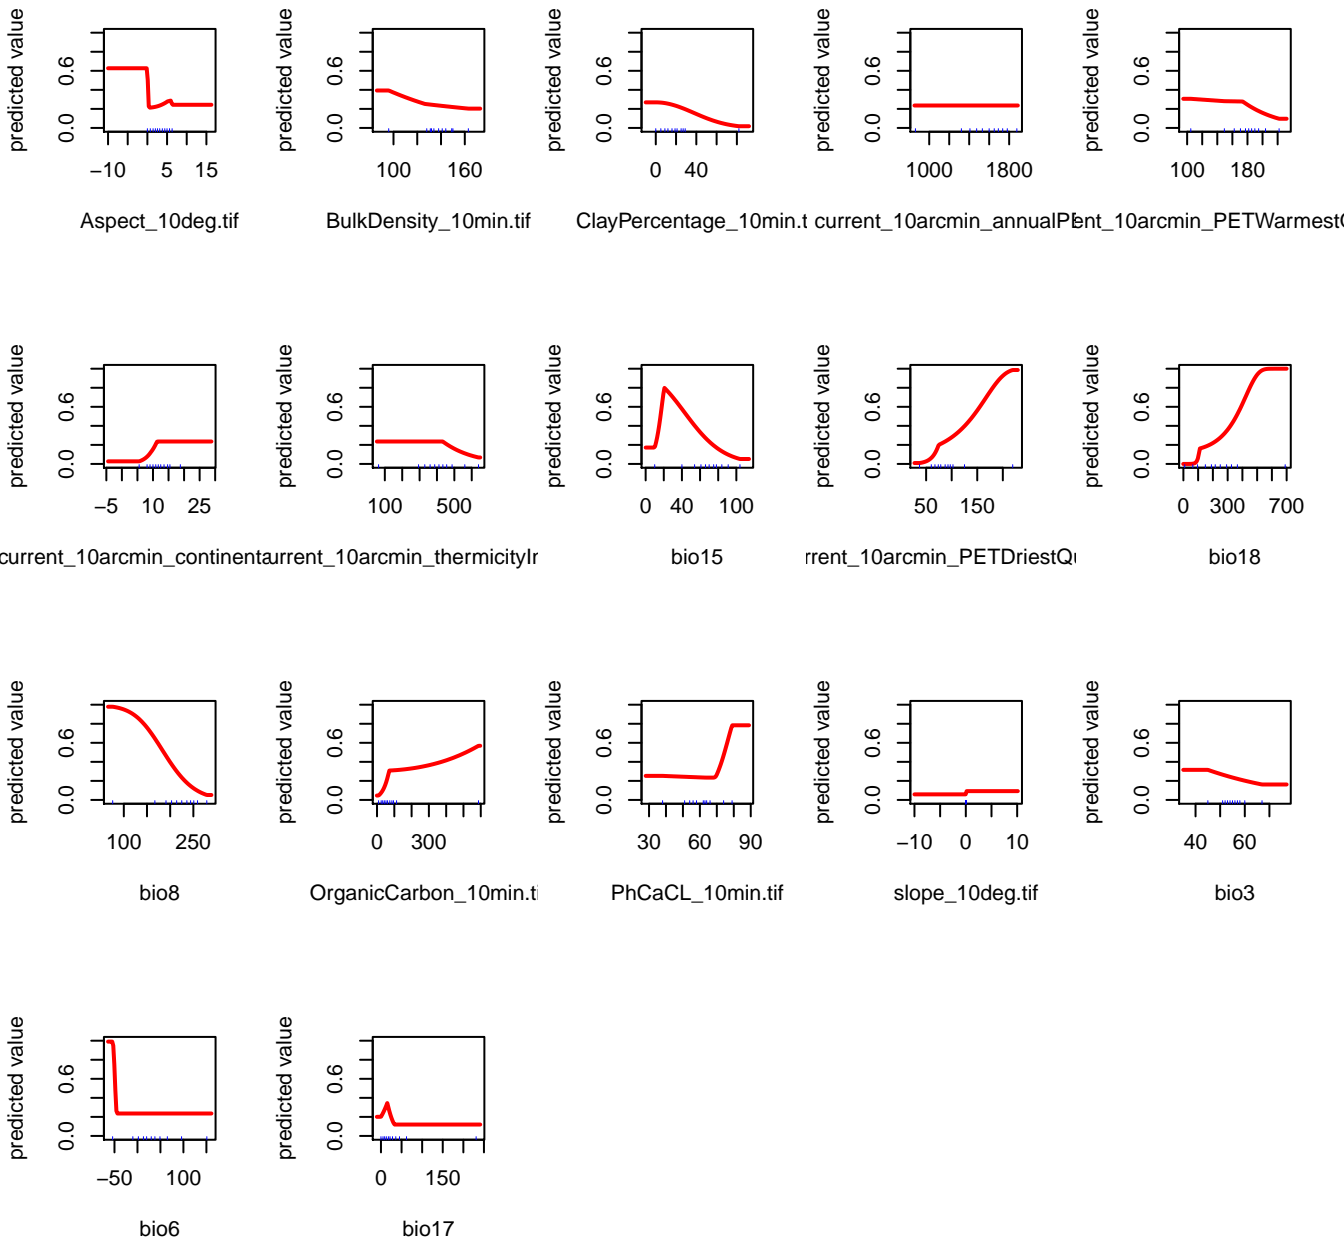 predicted value
0.0
0.6
−10 5 15
Aspect_10deg.tif
predicted value
0.0
0.6
100 160
BulkDensity_10min.tif
predicted value
0.0
0.6
0 40
ClayPercentage_10min.t
predicted value
0.0
0.6
1000 1800
current_10arcmin_annualPE
predicted value
0.0
0.6
100 180
ent_10arcmin_PETWarmestQ
predicted value
0.0
0.6
−5 10 25
current_10arcmin_continenta
predicted value
0.0
0.6
100 500
urrent_10arcmin_thermicityIn
predicted value
0.0
0.6
0 40 100
bio15
predicted value
0.0
0.6
50 150
rrent_10arcmin_PETDriestQu
predicted value
0.0
0.6
0 300 700
bio18
predicted value
0.0
0.6
100 250
bio8
predicted value
0.0
0.6
0 300
OrganicCarbon_10min.ti
predicted value
0.0
0.6
30 60 90
PhCaCL_10min.tif
predicted value
0.0
0.6
−10 0 10
slope_10deg.tif
predicted value
0.0
0.6
40 60
bio3
predicted value
0.0
0.6
−50 100
bio6
predicted value
0.0
0.6
0 150
bio17